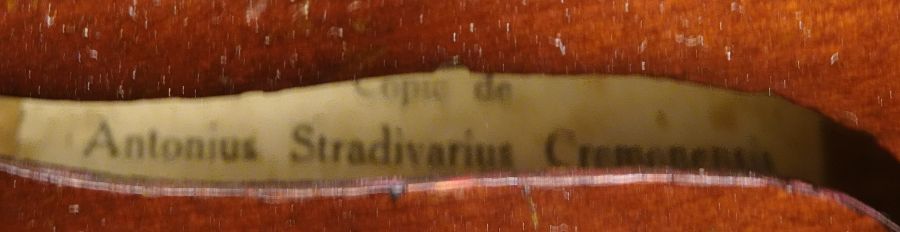 Copie de
Antonius Stradivarius Cremonensis